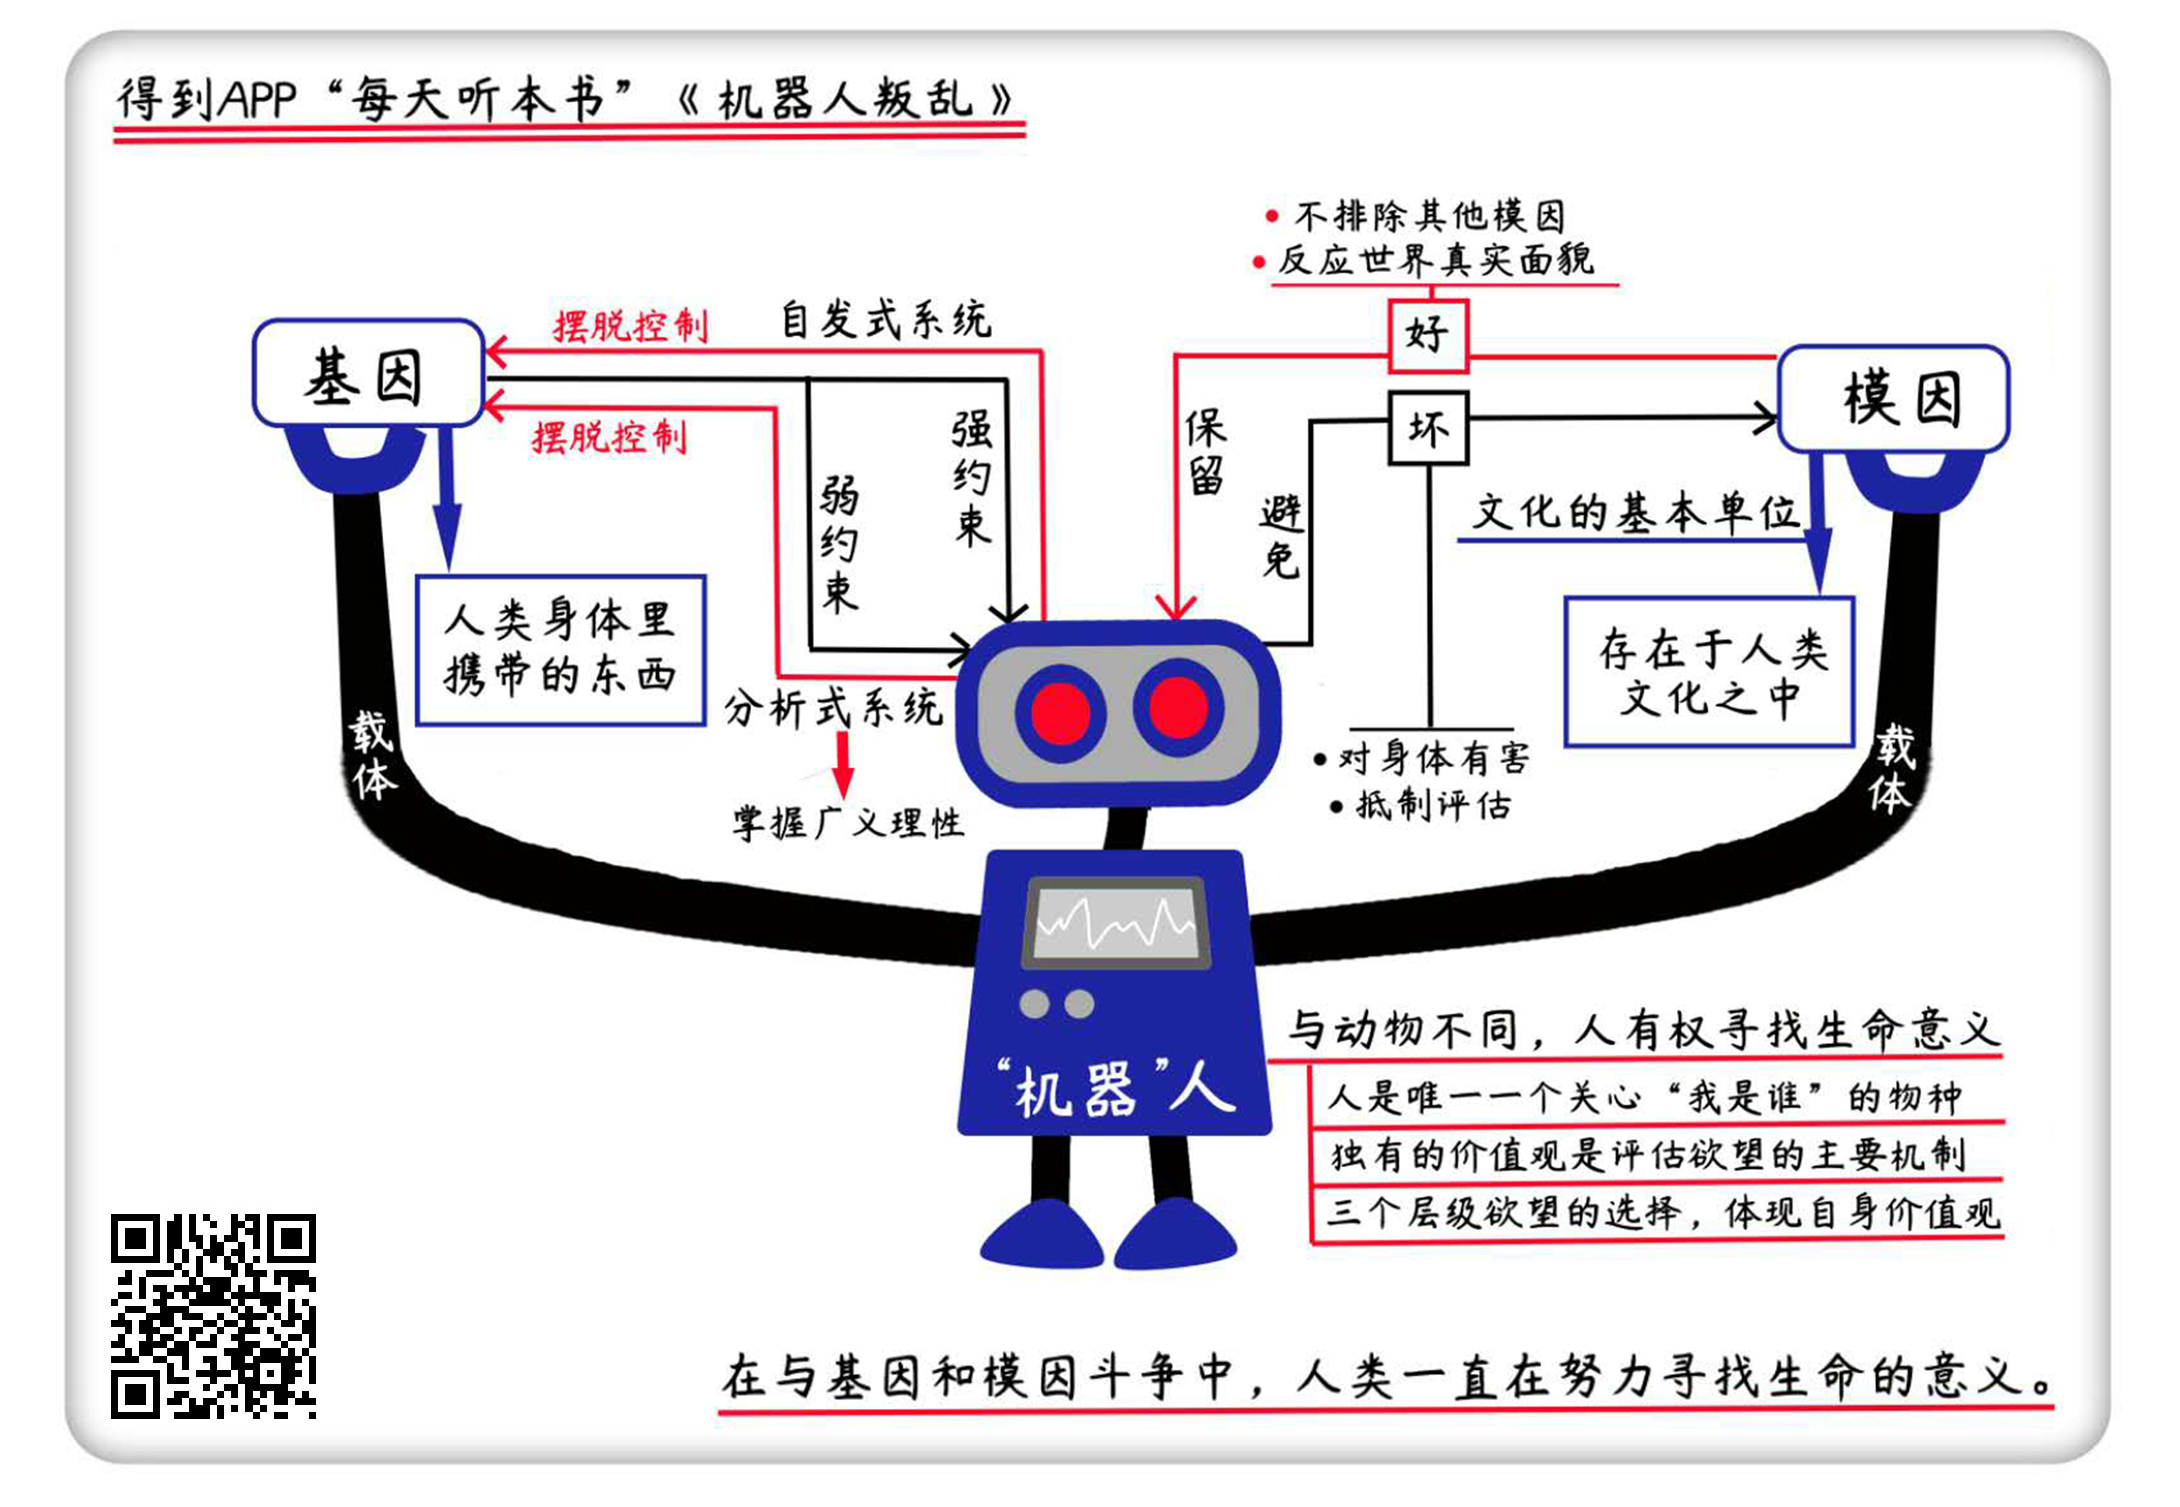 得到APP“每天听本书”《机器人叛乱》
• 不排除其他模因
• 反应世界真实面貌
摆脱控制
自发式系统
好
基因
模因
摆脱控制
强约束
弱约束
保留
坏
避免
文化的基本单位
人类身体里
携带的东西
存在于人类
文化之中
分析式系统
掌握广义理性
• 对身体有害
• 抵制评估
载体
载体
“机器”人
与动物不同，人有权寻找生命意义
人是唯一一个关心“我是谁”的物种
独有的价值观是评估欲望的主要机制
三个层级欲望的选择，体现自身价值观
在与基因和模因斗争中，人类一直在努力寻找生命的意义。